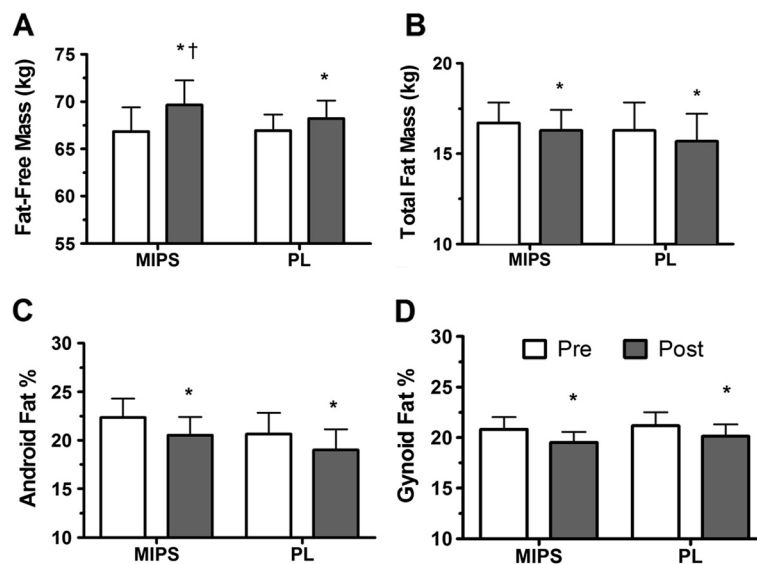 A
Fat-Free Mass (kg)
75
70
65
60
55
*†
*
MIPS
PL
B
Total Fat Mass (kg)
20
15
10
*
*
MIPS
PL
C
Android Fat %
30
25
20
15
10
*
*
MIPS
PL
D
Gynoid Fat %
30
25
20
15
10
Pre
Post
*
*
MIPS
PL